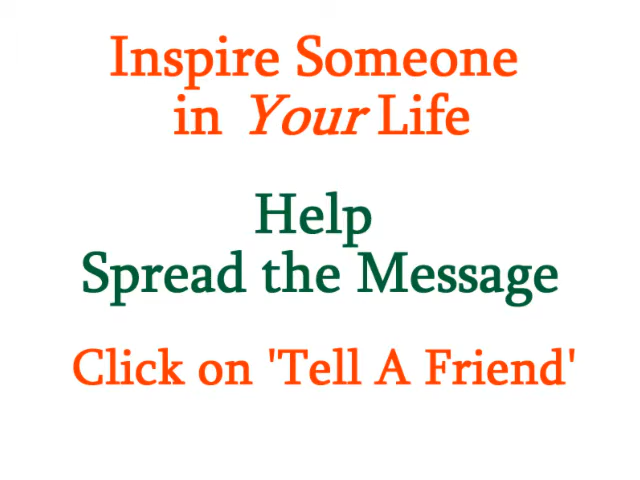 Inspire Someone
in Your Life
Help
Spread the Message
Click on 'Tell A Friend'